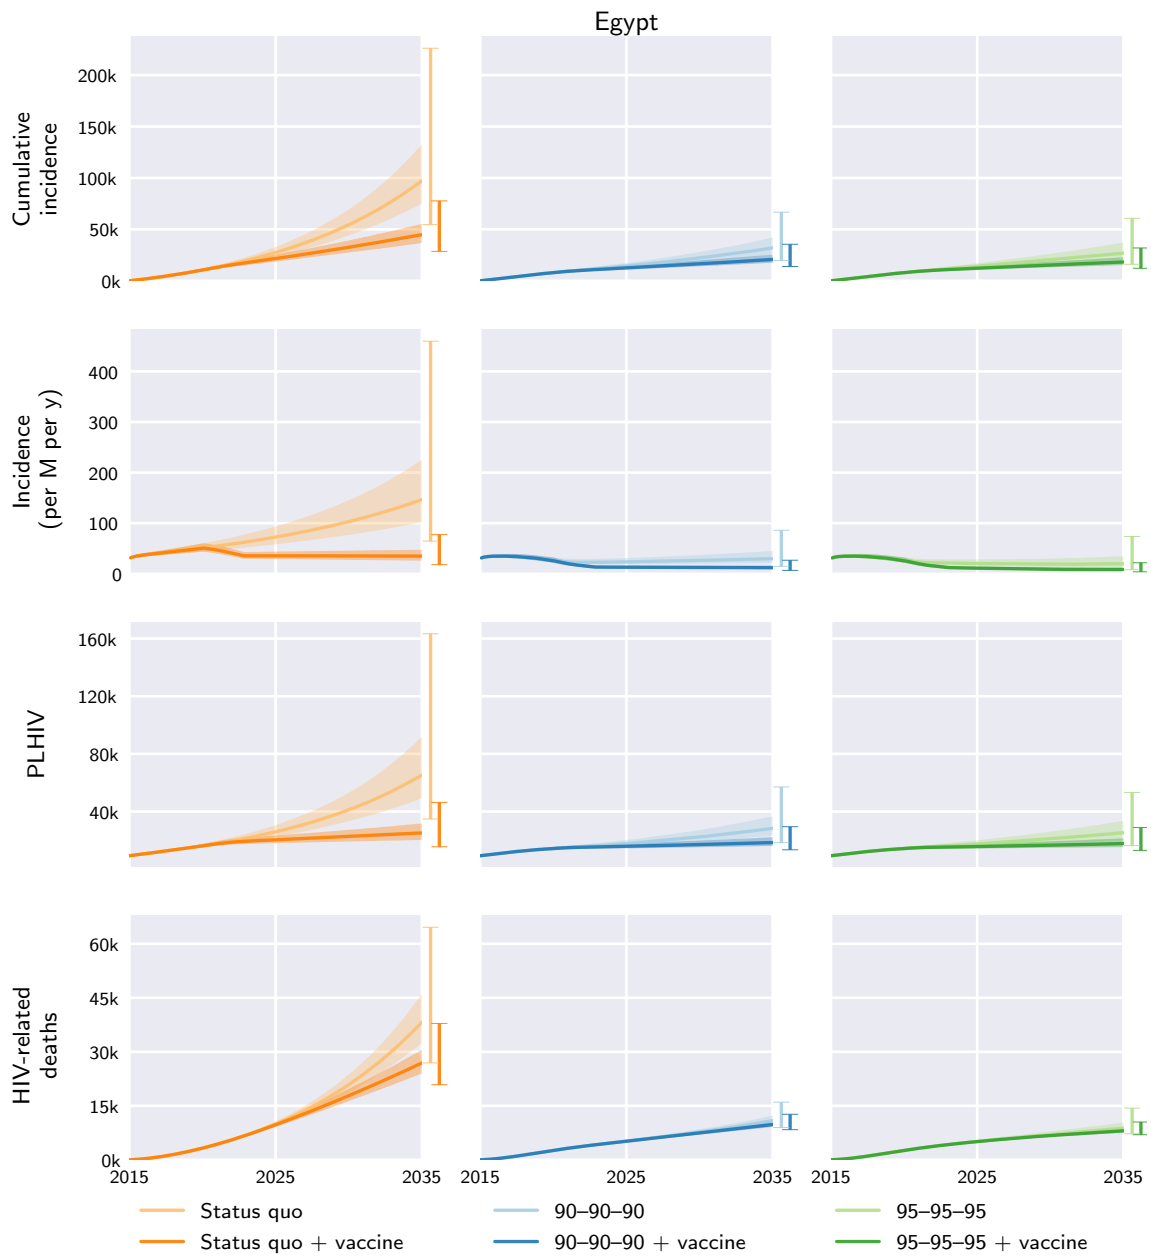 Egypt
Cumulative
incidence
200k
150k
100k
50k
0k
Incidence
(per M per y)
400
300
200
100
0
PLHIV
160k
120k
80k
40k
HIV-related
deaths
60k
45k
30k
15k
0k
2015 2025 2035 2015 2025 2035 2015 2025 2035
Status quo 90–90–90 95–95–95
Status quo + vaccine 90–90–90 + vaccine 95–95–95 + vaccine